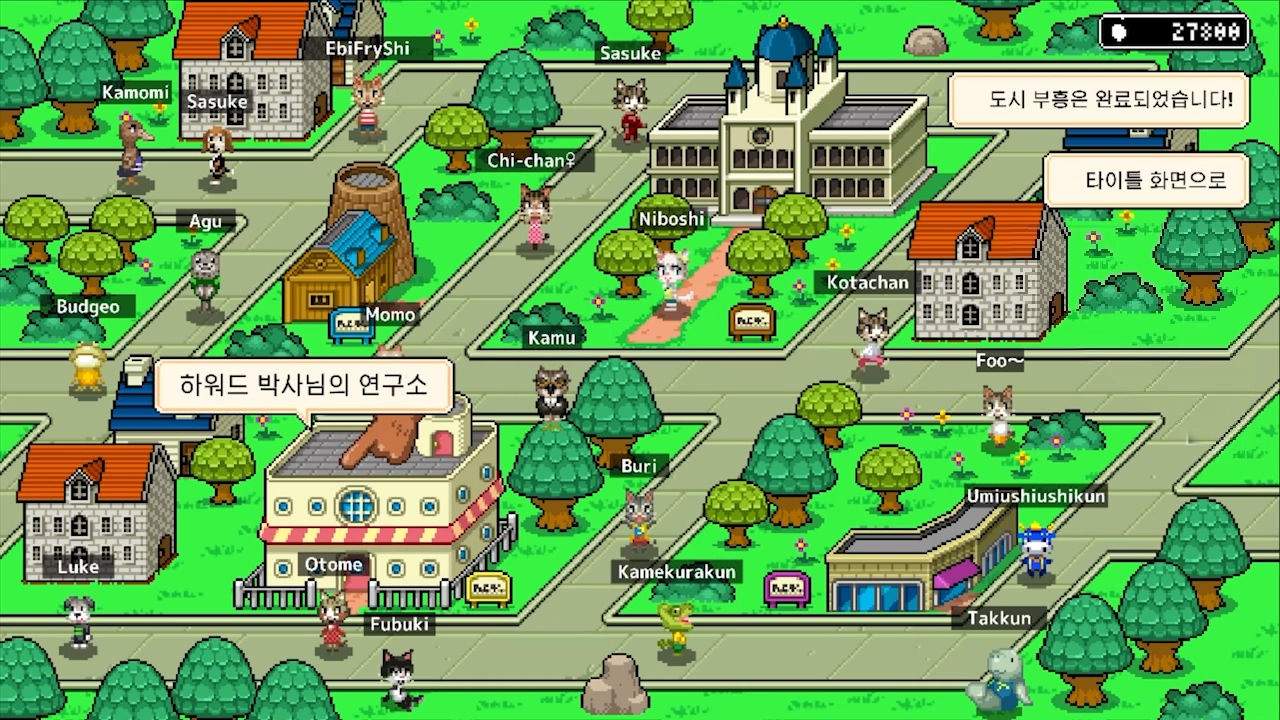 27800
EbiFryShi
Sasuke
Kamomi
Sasuke
도시 부흥은 완료되었습니다!
Chi-chan♀
타이틀 화면으로
Agu
Niboshi
Kotachan
Budgeo
Momo
Kamu
Foo~
하워드 박사님의 연구소
Buri
Umiushiushikun
Luke
Otome
Kamekurakun
Fubuki
Takkun